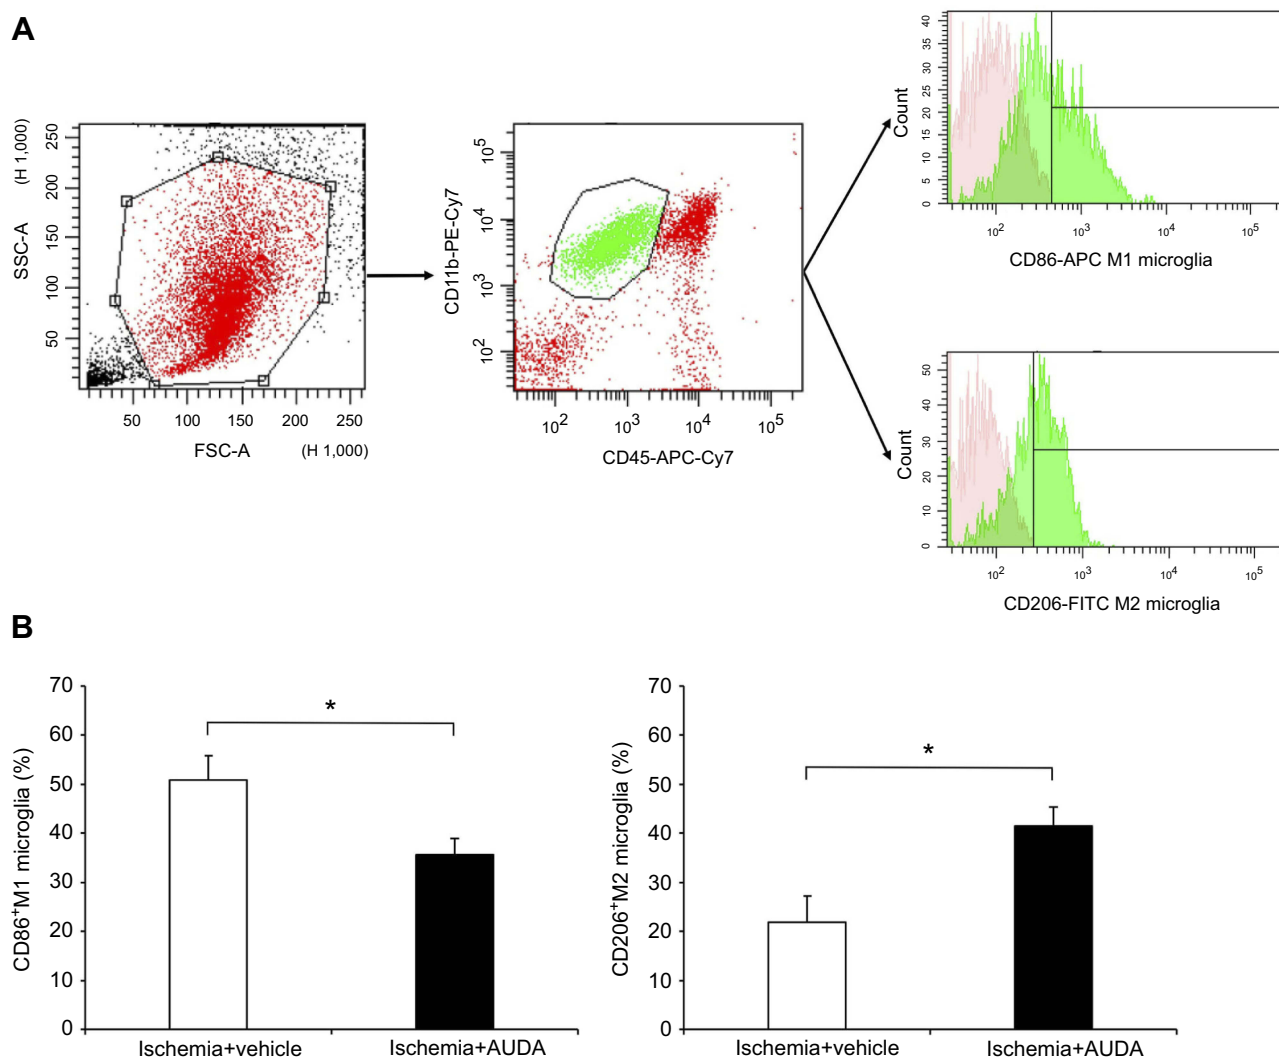 A
SSC-A (H 1,000)
250
200
150
100
50
50 100 150 200 250
FSC-A (H 1,000)
CD11b-PE-Cy7
10^5
10^4
10^3
10^2
10^2 10^3 10^4 10^5
CD45-APC-Cy7
Count
40
35
30
25
20
15
10
5
0
10^2 10^3 10^4 10^5
CD86-APC M1 microglia
Count
50
40
30
20
10
0
10^2 10^3 10^4 10^5
CD206-FITC M2 microglia
B
CD86⁺M1 microglia (%)
70
60
50
40
30
20
10
0
*
Ischemia+vehicle Ischemia+AUDA
CD206⁺M2 microglia (%)
70
60
50
40
30
20
10
0
*
Ischemia+vehicle Ischemia+AUDA